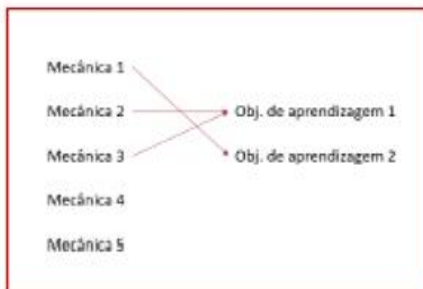 Mecânica 1
Mecânica 2
Obj. de aprendizagem 1
Mecânica 3
Obj. de aprendizagem 2
Mecânica 4
Mecânica 5